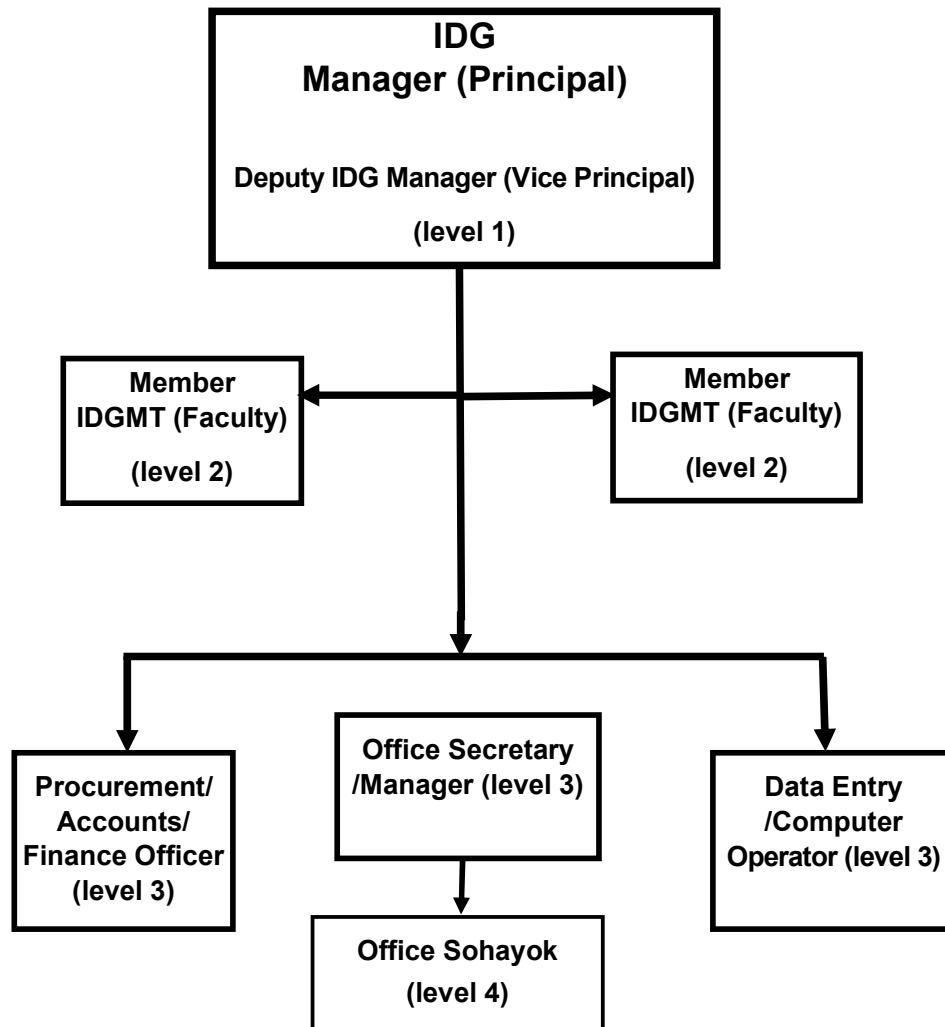 IDG
Manager (Principal)
Deputy IDG Manager (Vice Principal)
(level 1)
Member
IDGMT (Faculty)
(level 2)
Member
IDGMT (Faculty)
(level 2)
Procurement/
Accounts/
Finance Officer
(level 3)
Office Secretary
/Manager (level 3)
Data Entry
/Computer
Operator (level 3)
Office Sohayok
(level 4)